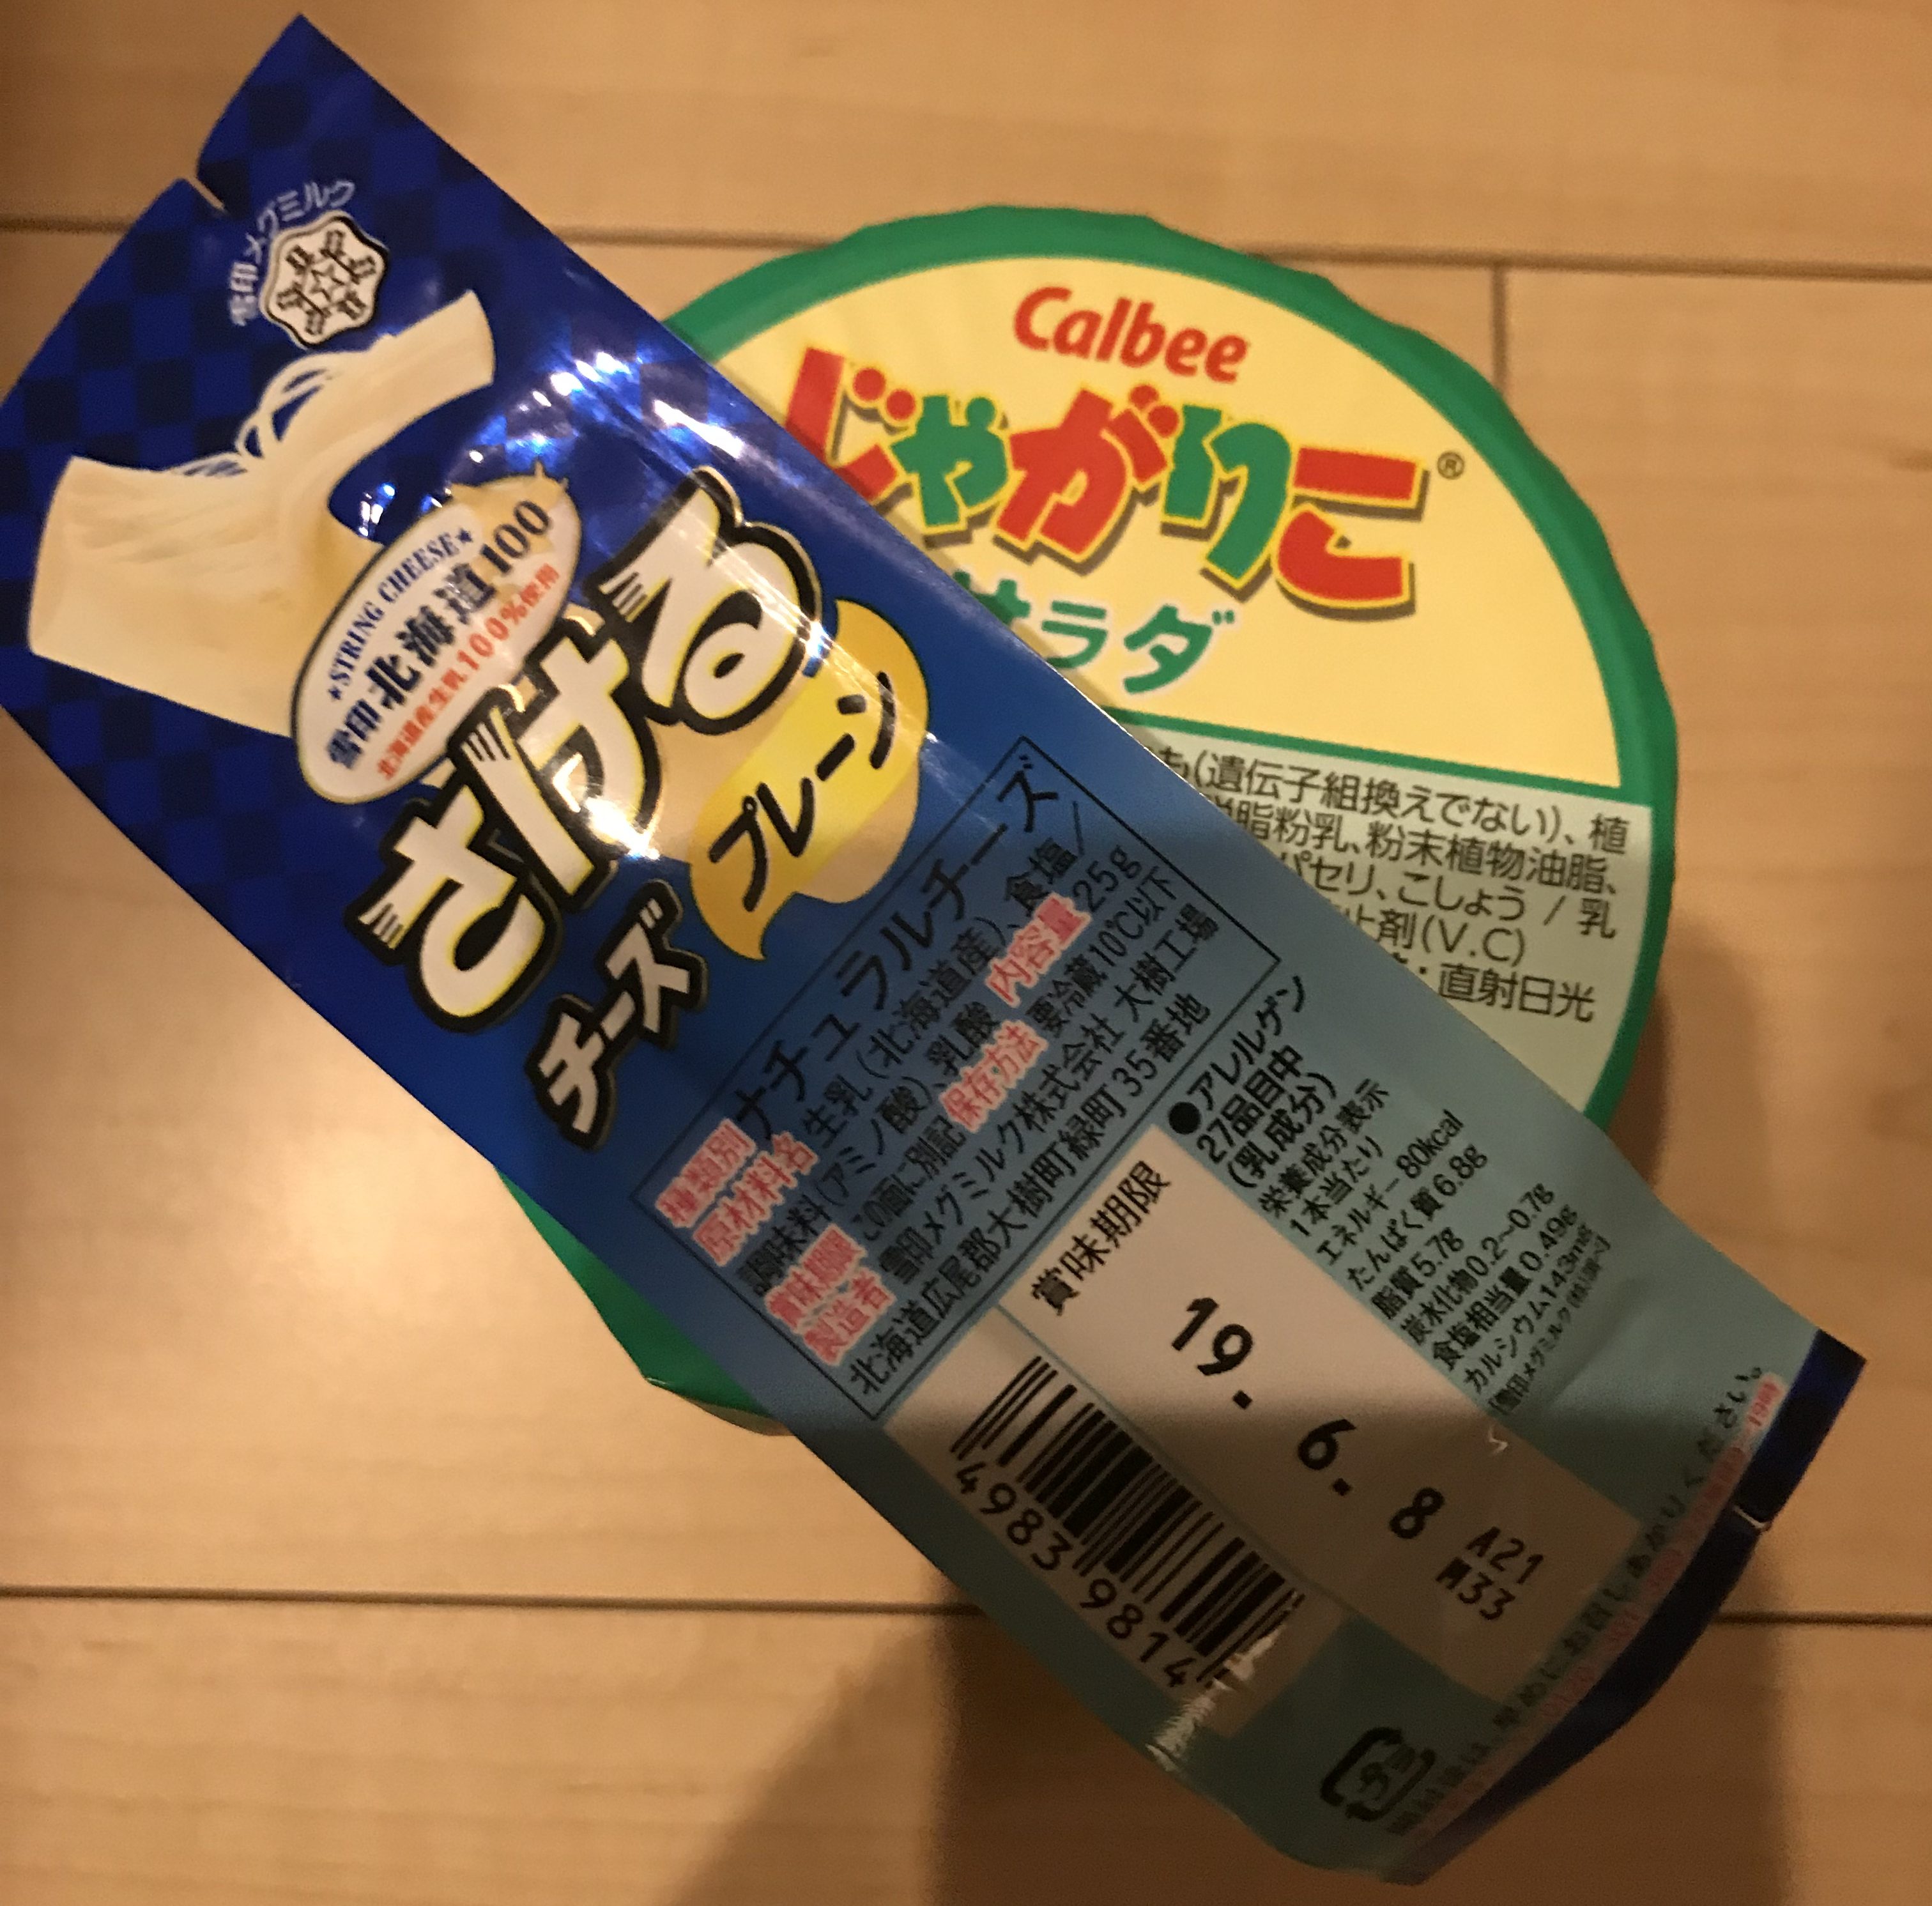 雪印メグミルク
★STRING CHEESE★
雪印北海道100
北海道産生乳100%使用
さける
チーズ
プレーン
種類別 ナチュラルチーズ
原材料名 生乳(北海道産)、食塩/
調味料(アミノ酸)、乳酸 内容量 25g
賞味期限 この面に別記 保存方法 要冷蔵10℃以下
製造者 雪印メグミルク株式会社 大樹工場
北海道広尾郡大樹町緑町35番地
●アレルゲン
27品目中
(乳成分)
栄養成分表示
1本当たり
エネルギー80kcal
たんぱく質6.8g
脂質5.7g
炭水化物0.2~0.7g
食塩相当量0.49g
カルシウム143mg
賞味期限
19. 6. 8
A21
M33
4983 9814
Calbee
じゃがりこ®
サラダ
(遺伝子組換えでない)、植
脂粉乳、粉末植物油脂、
パセリ、こしょう / 乳
止剤(V.C)
・直射日光